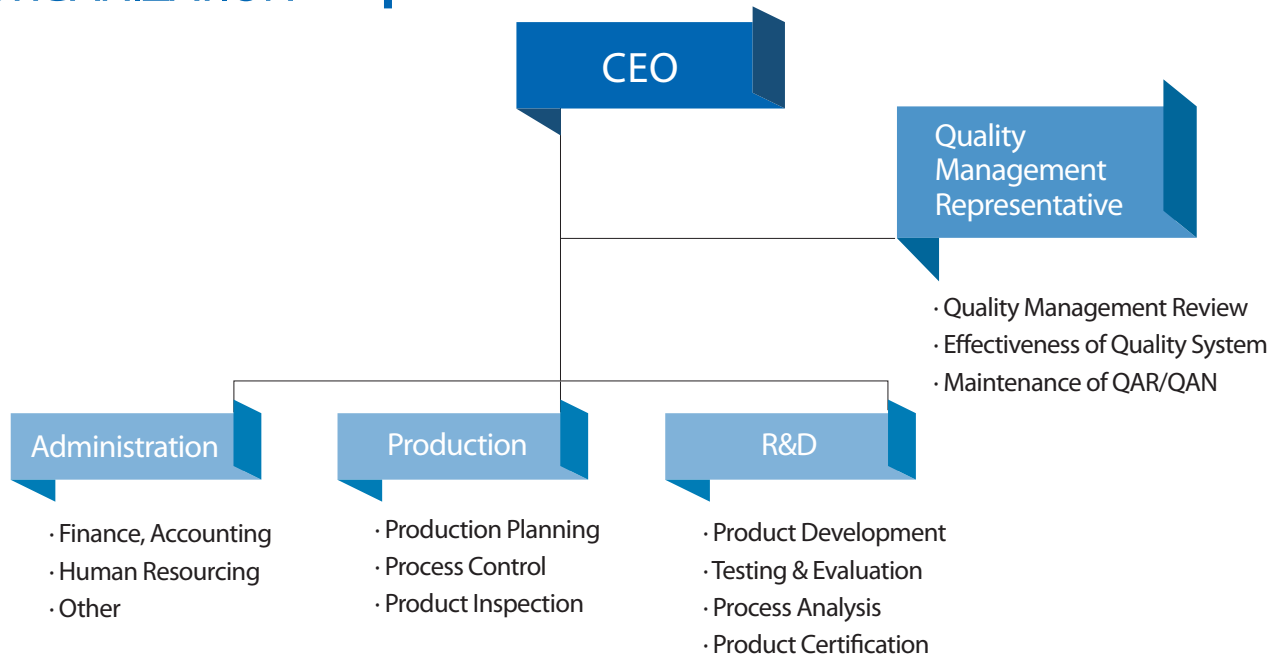 CEO
Quality
Management
Representative
· Quality Management Review
· Effectiveness of Quality System
· Maintenance of QAR/QAN
Administration
· Finance, Accounting
· Human Resourcing
· Other
Production
· Production Planning
· Process Control
· Product Inspection
R&D
· Product Development
· Testing & Evaluation
· Process Analysis
· Product Certification